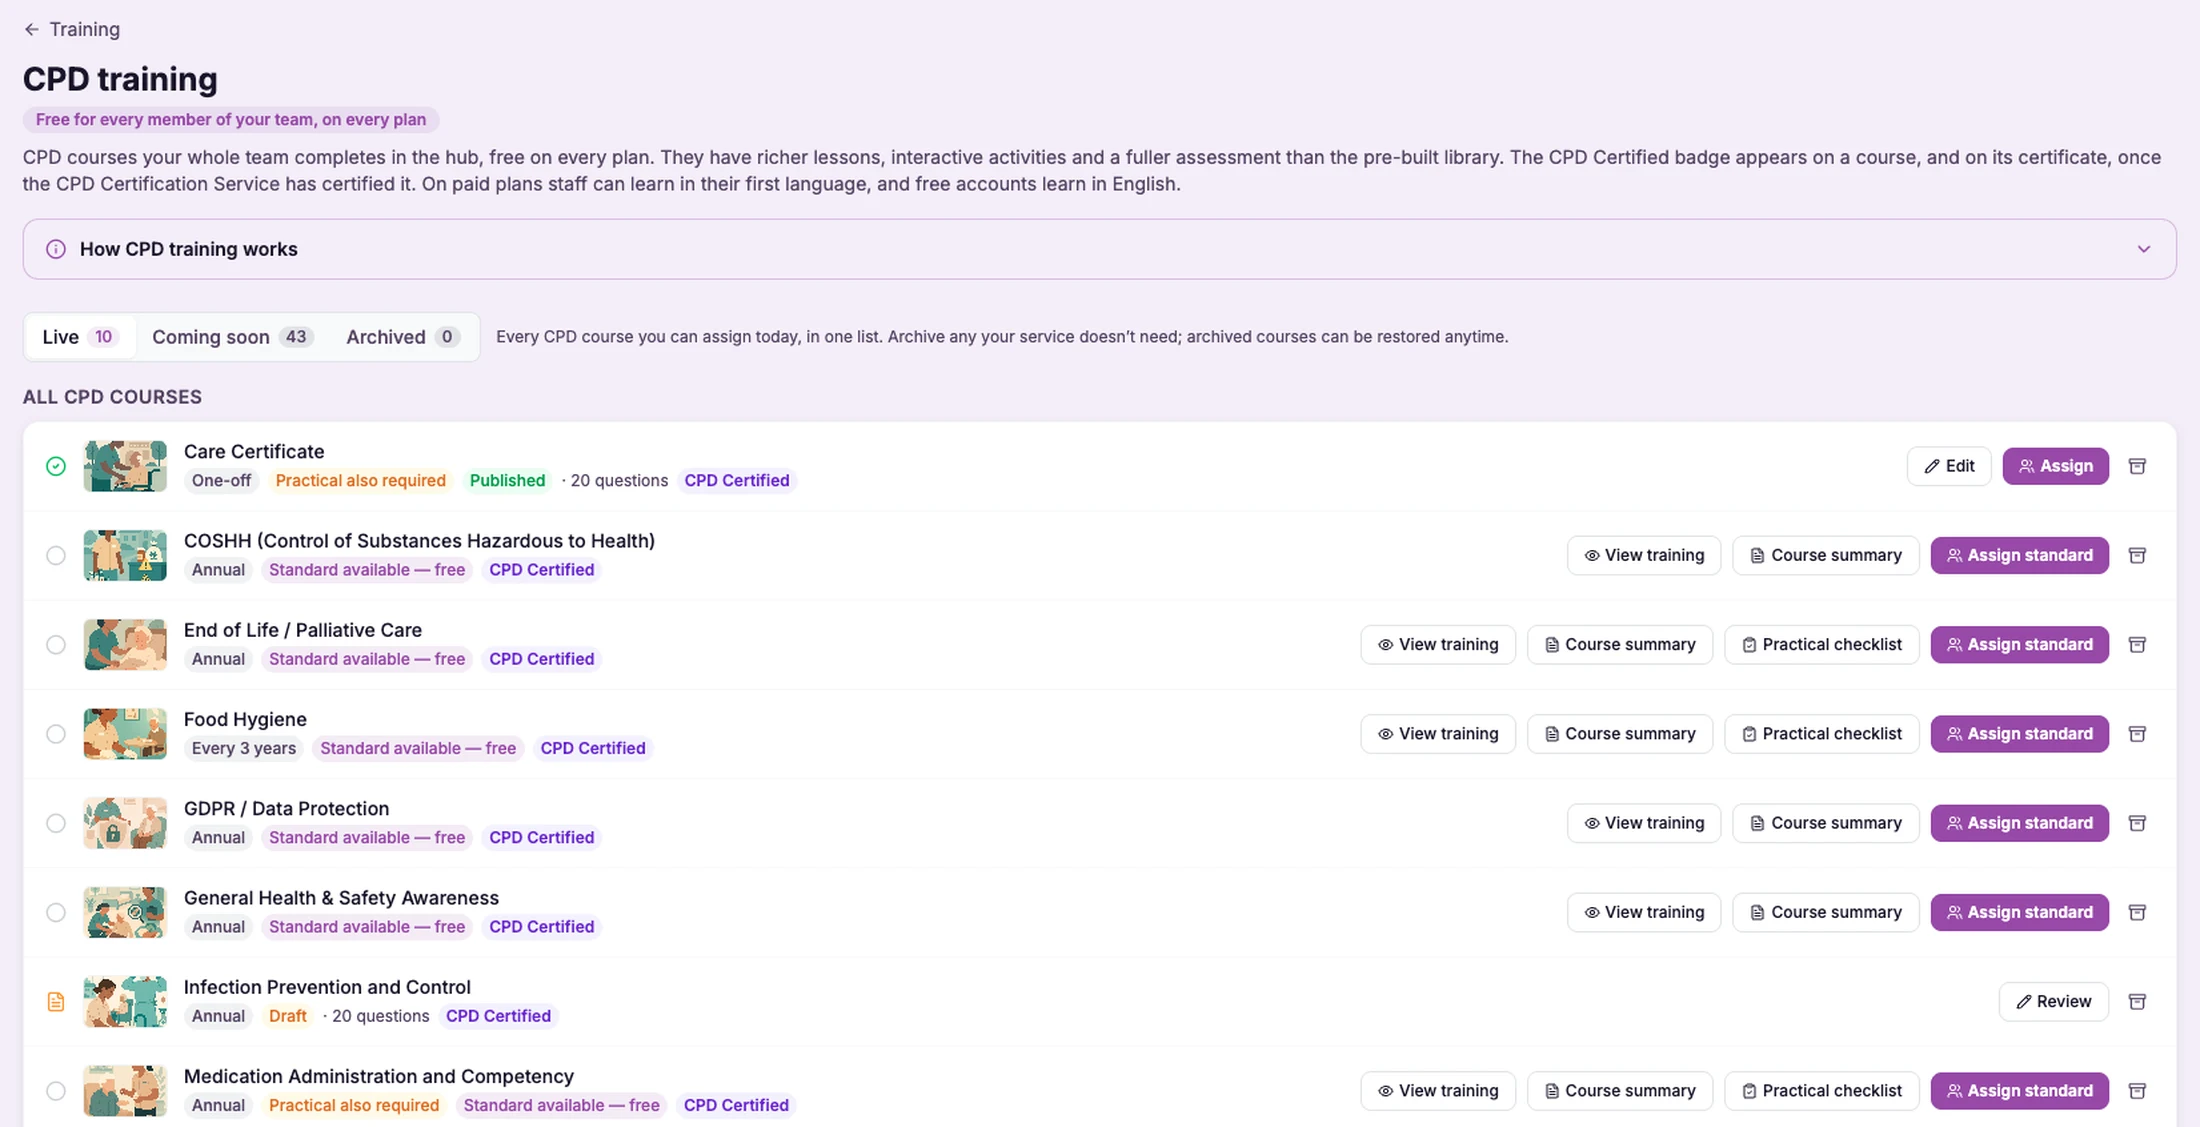 Training
CPD training
Free for every member of your team, on every plan
CPD courses your whole team completes in the hub, free on every plan. They have richer lessons, interactive activities and a fuller assessment than the pre-built library. The CPD Certified badge appears on a course, and on its certificate, once
the CPD Certification Service has certified it. On paid plans staff can learn in their first language, and free accounts learn in English.
How CPD training works
Live 10 Coming soon 43 Archived 0 Every CPD course you can assign today, in one list. Archive any your service doesn’t need; archived courses can be restored anytime.
ALL CPD COURSES
Care Certificate
One-off Practical also required Published · 20 questions CPD Certified
Edit Assign
COSHH (Control of Substances Hazardous to Health)
Annual Standard available — free CPD Certified
View training Course summary Assign standard
End of Life / Palliative Care
Annual Standard available — free CPD Certified
View training Course summary Practical checklist Assign standard
Food Hygiene
Every 3 years Standard available — free CPD Certified
View training Course summary Practical checklist Assign standard
GDPR / Data Protection
Annual Standard available — free CPD Certified
View training Course summary Assign standard
General Health & Safety Awareness
Annual Standard available — free CPD Certified
View training Course summary Assign standard
Infection Prevention and Control
Annual Draft · 20 questions CPD Certified
Review
Medication Administration and Competency
Annual Practical also required Standard available — free CPD Certified
View training Course summary Practical checklist Assign standard